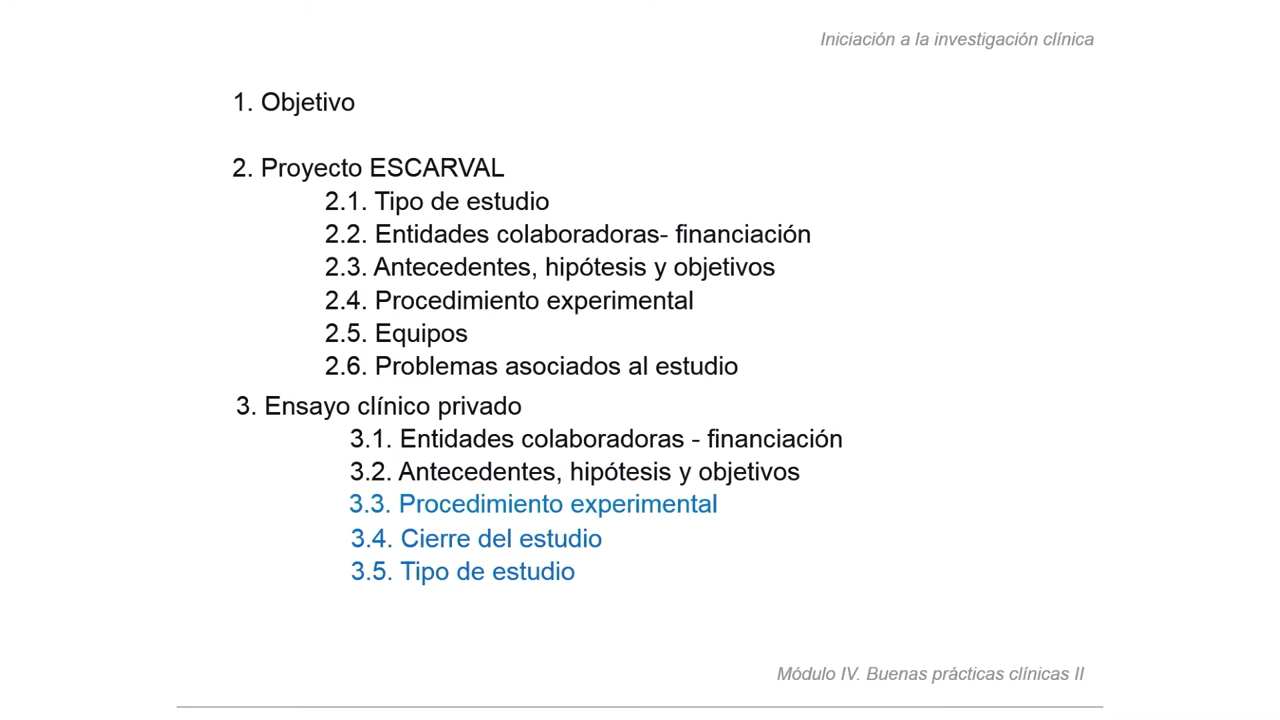 Iniciación a la investigación clínica
1. Objetivo
2. Proyecto ESCARVAL
2.1. Tipo de estudio
2.2. Entidades colaboradoras- financiación
2.3. Antecedentes, hipótesis y objetivos
2.4. Procedimiento experimental
2.5. Equipos
2.6. Problemas asociados al estudio
3. Ensayo clínico privado
3.1. Entidades colaboradoras - financiación
3.2. Antecedentes, hipótesis y objetivos
3.3. Procedimiento experimental
3.4. Cierre del estudio
3.5. Tipo de estudio
Módulo IV. Buenas prácticas clínicas II